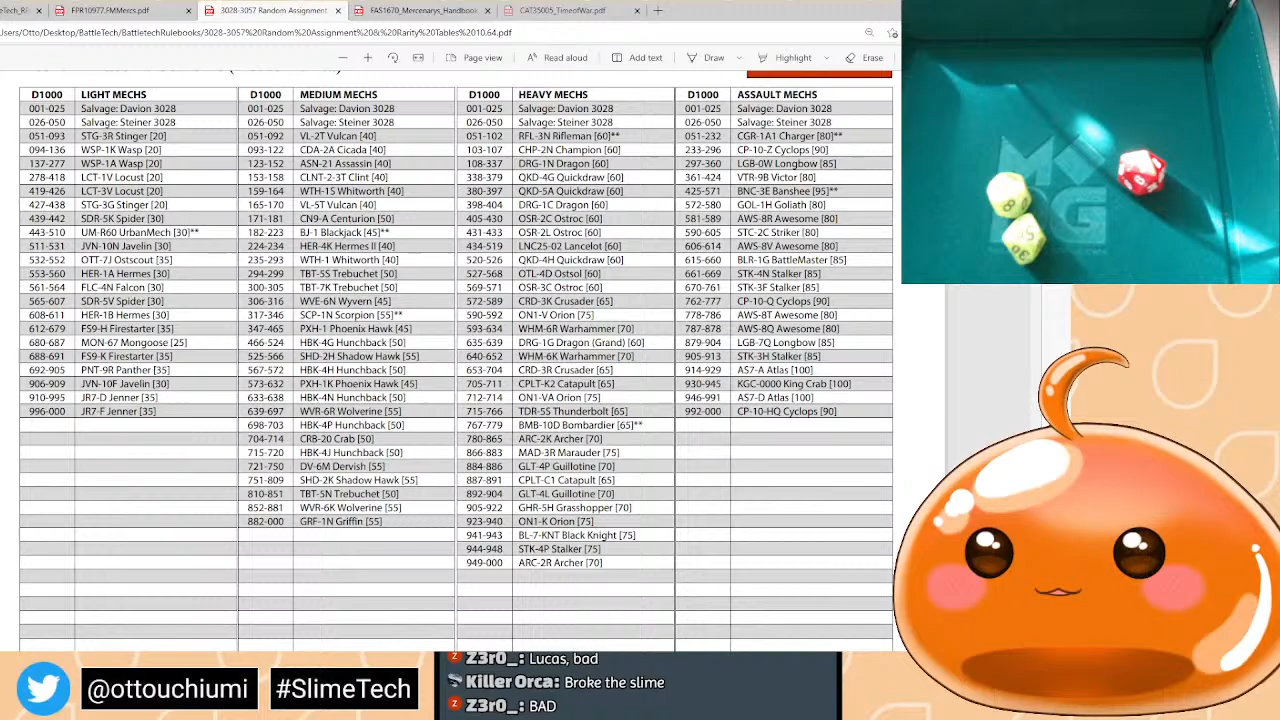 eTech_RI
FPR10977.FMMercs.pdf
3028-3057 Random Assignment
FAS1670_Mercenarys_Handbook
CAT35005_TimeofWar.pdf
sers/Otto/Desktop/BattleTech/BattletechRulebooks/3028-3057%20Random%20Assignment%20&%20Rarity%20Tables%2010.64.pdf
Page view
Read aloud
Add text
Draw
Highlight
Erase
D1000 LIGHT MECHS D1000 MEDIUM MECHS D1000 HEAVY MECHS D1000 ASSAULT MECHS
001-025 Salvage: Davion 3028 001-025 Salvage: Davion 3028 001-025 Salvage: Davion 3028 001-025 Salvage: Davion 3028
026-050 Salvage: Steiner 3028 026-050 Salvage: Steiner 3028 026-050 Salvage: Steiner 3028 026-050 Salvage: Steiner 3028
051-093 STG-3R Stinger [20] 051-092 VL-2T Vulcan [40] 051-102 RFL-3N Rifleman [60]** 051-232 CGR-1A1 Charger [80]**
094-136 WSP-1K Wasp [20] 093-122 CDA-2A Cicada [40] 103-107 CHP-2N Champion [60] 233-296 CP-10-Z Cyclops [90]
137-277 WSP-1A Wasp [20] 123-152 ASN-21 Assassin [40] 108-337 DRG-1N Dragon [60] 297-360 LGB-0W Longbow [85]
278-418 LCT-1V Locust [20] 153-158 CLNT-2-3T Clint [40] 338-379 QKD-4G Quickdraw [60] 361-424 VTR-9B Victor [80]
419-426 LCT-3V Locust [20] 159-164 WTH-1S Whitworth [40] 380-397 QKD-5A Quickdraw [60] 425-571 BNC-3E Banshee [95]**
427-438 STG-3G Stinger [20] 165-170 VL-5T Vulcan [40] 398-404 DRG-1C Dragon [60] 572-580 GOL-1H Goliath [80]
439-442 SDR-5K Spider [30] 171-181 CN9-A Centurion [50] 405-430 OSR-2C Ostroc [60] 581-589 AWS-8R Awesome [80]
443-510 UM-R60 UrbanMech [30]** 182-223 BJ-1 Blackjack [45]** 431-433 OSR-2L Ostroc [60] 590-605 STC-2C Striker [80]
511-531 JVN-10N Javelin [30] 224-234 HER-4K Hermes II [40] 434-519 LNC25-02 Lancelot [60] 606-614 AWS-8V Awesome [80]
532-552 OTT-7J Ostscout [35] 235-293 WTH-1 Whitworth [40] 520-526 QKD-4H Quickdraw [60] 615-660 BLR-1G BattleMaster [85]
553-560 HER-1A Hermes [30] 294-299 TBT-5S Trebuchet [50] 527-568 OTL-4D Ostsol [60] 661-669 STK-4N Stalker [85]
561-564 FLC-4N Falcon [30] 300-305 TBT-7K Trebuchet [50] 569-571 OSR-3C Ostroc [60] 670-761 STK-3F Stalker [85]
565-607 SDR-5V Spider [30] 306-316 WVE-6N Wyvern [45] 572-589 CRD-3K Crusader [65] 762-777 CP-10-Q Cyclops [90]
608-611 HER-1B Hermes [30] 317-346 SCP-1N Scorpion [55]** 590-592 ON1-V Orion [75] 778-786 AWS-8T Awesome [80]
612-679 FS9-H Firestarter [35] 347-465 PXH-1 Phoenix Hawk [45] 593-634 WHM-6R Warhammer [70] 787-878 AWS-8Q Awesome [80]
680-687 MON-67 Mongoose [25] 466-524 HBK-4G Hunchback [50] 635-639 DRG-1G Dragon (Grand) [60] 879-904 LGB-7Q Longbow [85]
688-691 FS9-K Firestarter [35] 525-566 SHD-2H Shadow Hawk [55] 640-652 WHM-6K Warhammer [70] 905-913 STK-3H Stalker [85]
692-905 PNT-9R Panther [35] 567-572 HBK-4H Hunchback [50] 653-704 CRD-3R Crusader [65] 914-929 AS7-A Atlas [100]
906-909 JVN-10F Javelin [30] 573-632 PXH-1K Phoenix Hawk [45] 705-711 CPLT-K2 Catapult [65] 930-945 KGC-0000 King Crab [100]
910-995 JR7-D Jenner [35] 633-638 HBK-4N Hunchback [50] 712-714 ON1-VA Orion [75] 946-991 AS7-D Atlas [100]
996-000 JR7-F Jenner [35] 639-697 WVR-6R Wolverine [55] 715-766 TDR-5S Thunderbolt [65] 992-000 CP-10-HQ Cyclops [90]
698-703 HBK-4P Hunchback [50] 767-779 BMB-10D Bombardier [65]**
704-714 CRB-20 Crab [50] 780-865 ARC-2K Archer [70]
715-720 HBK-4J Hunchback [50] 866-883 MAD-3R Marauder [75]
721-750 DV-6M Dervish [55] 884-886 GLT-4P Guillotine [70]
751-809 SHD-2K Shadow Hawk [55] 887-891 CPLT-C1 Catapult [65]
810-851 TBT-5N Trebuchet [50] 892-904 GLT-4L Guillotine [70]
852-881 WVR-6K Wolverine [55] 905-922 GHR-5H Grasshopper [70]
882-000 GRF-1N Griffin [55] 923-940 ON1-K Orion [75]
941-943 BL-7-KNT Black Knight [75]
944-948 STK-4P Stalker [75]
949-000 ARC-2R Archer [70]
@ottouchiumi
#SlimeTech
Z3r0_: Lucas, bad
Killer Orca: Broke the slime
Z3r0_: BAD